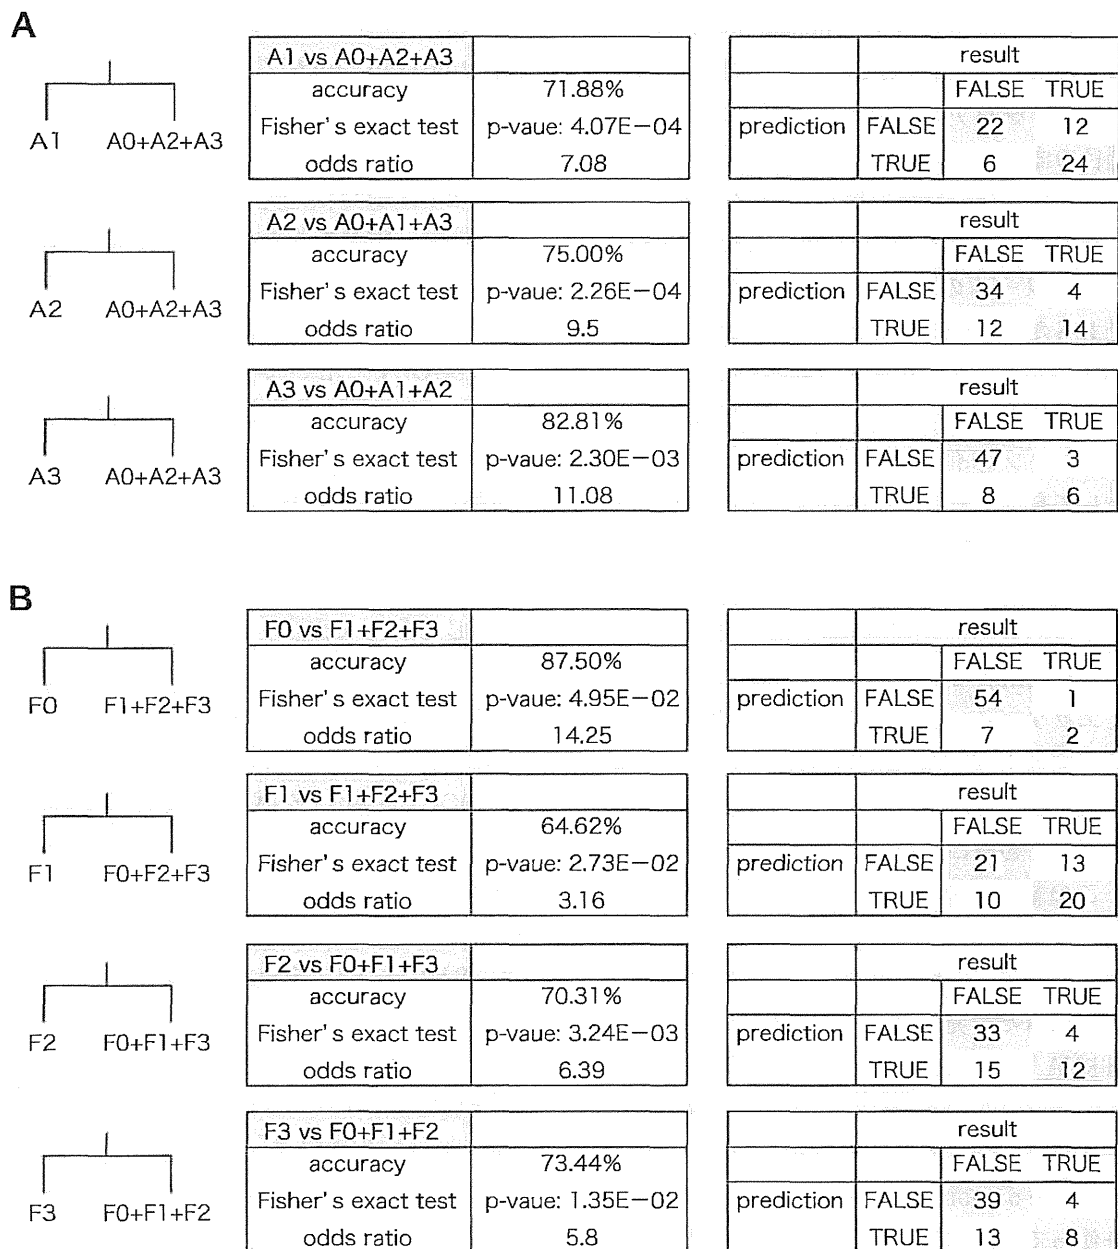 A
A1 A0+A2+A3
A1 vs A0+A2+A3
accuracy 71.88%
Fisher's exact test p-vaue: 4.07E−04
odds ratio 7.08
result
FALSE TRUE
prediction FALSE 22 12
TRUE 6 24
A2 A0+A2+A3
A2 vs A0+A1+A3
accuracy 75.00%
Fisher's exact test p-vaue: 2.26E−04
odds ratio 9.5
result
FALSE TRUE
prediction FALSE 34 4
TRUE 12 14
A3 A0+A2+A3
A3 vs A0+A1+A2
accuracy 82.81%
Fisher's exact test p-vaue: 2.30E−03
odds ratio 11.08
result
FALSE TRUE
prediction FALSE 47 3
TRUE 8 6
B
F0 F1+F2+F3
F0 vs F1+F2+F3
accuracy 87.50%
Fisher's exact test p-vaue: 4.95E−02
odds ratio 14.25
result
FALSE TRUE
prediction FALSE 54 1
TRUE 7 2
F1 F0+F2+F3
F1 vs F1+F2+F3
accuracy 64.62%
Fisher's exact test p-vaue: 2.73E−02
odds ratio 3.16
result
FALSE TRUE
prediction FALSE 21 13
TRUE 10 20
F2 F0+F1+F3
F2 vs F0+F1+F3
accuracy 70.31%
Fisher's exact test p-vaue: 3.24E−03
odds ratio 6.39
result
FALSE TRUE
prediction FALSE 33 4
TRUE 15 12
F3 F0+F1+F2
F3 vs F0+F1+F2
accuracy 73.44%
Fisher's exact test p-vaue: 1.35E−02
odds ratio 5.8
result
FALSE TRUE
prediction FALSE 39 4
TRUE 13 8